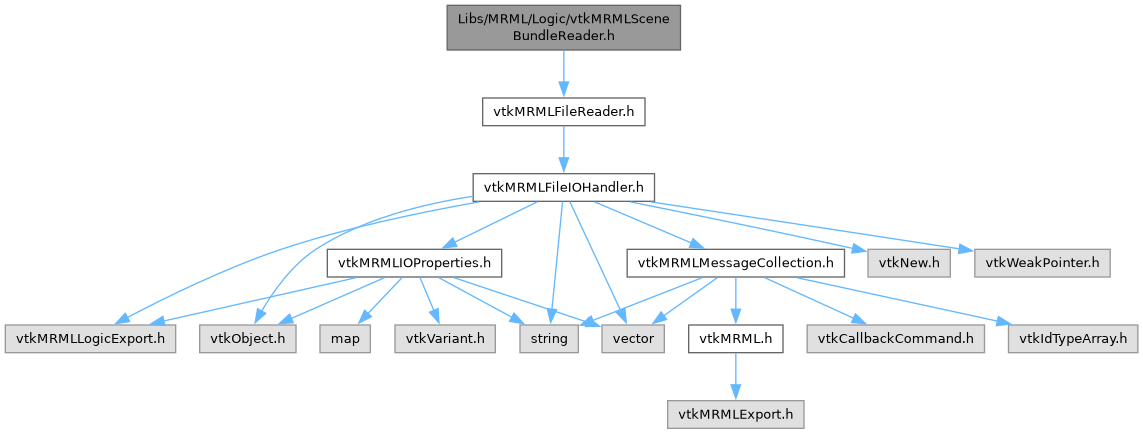 Libs/MRML/Logic/vtkMRMLScene
BundleReader.h
vtkMRMLFileReader.h
vtkMRMLFileIOHandler.h
vtkMRMLIOProperties.h
vtkMRMLMessageCollection.h
vtkNew.h
vtkWeakPointer.h
vtkMRMLLogicExport.h
vtkObject.h
map
vtkVariant.h
string
vector
vtkMRML.h
vtkCallbackCommand.h
vtkIdTypeArray.h
vtkMRMLExport.h